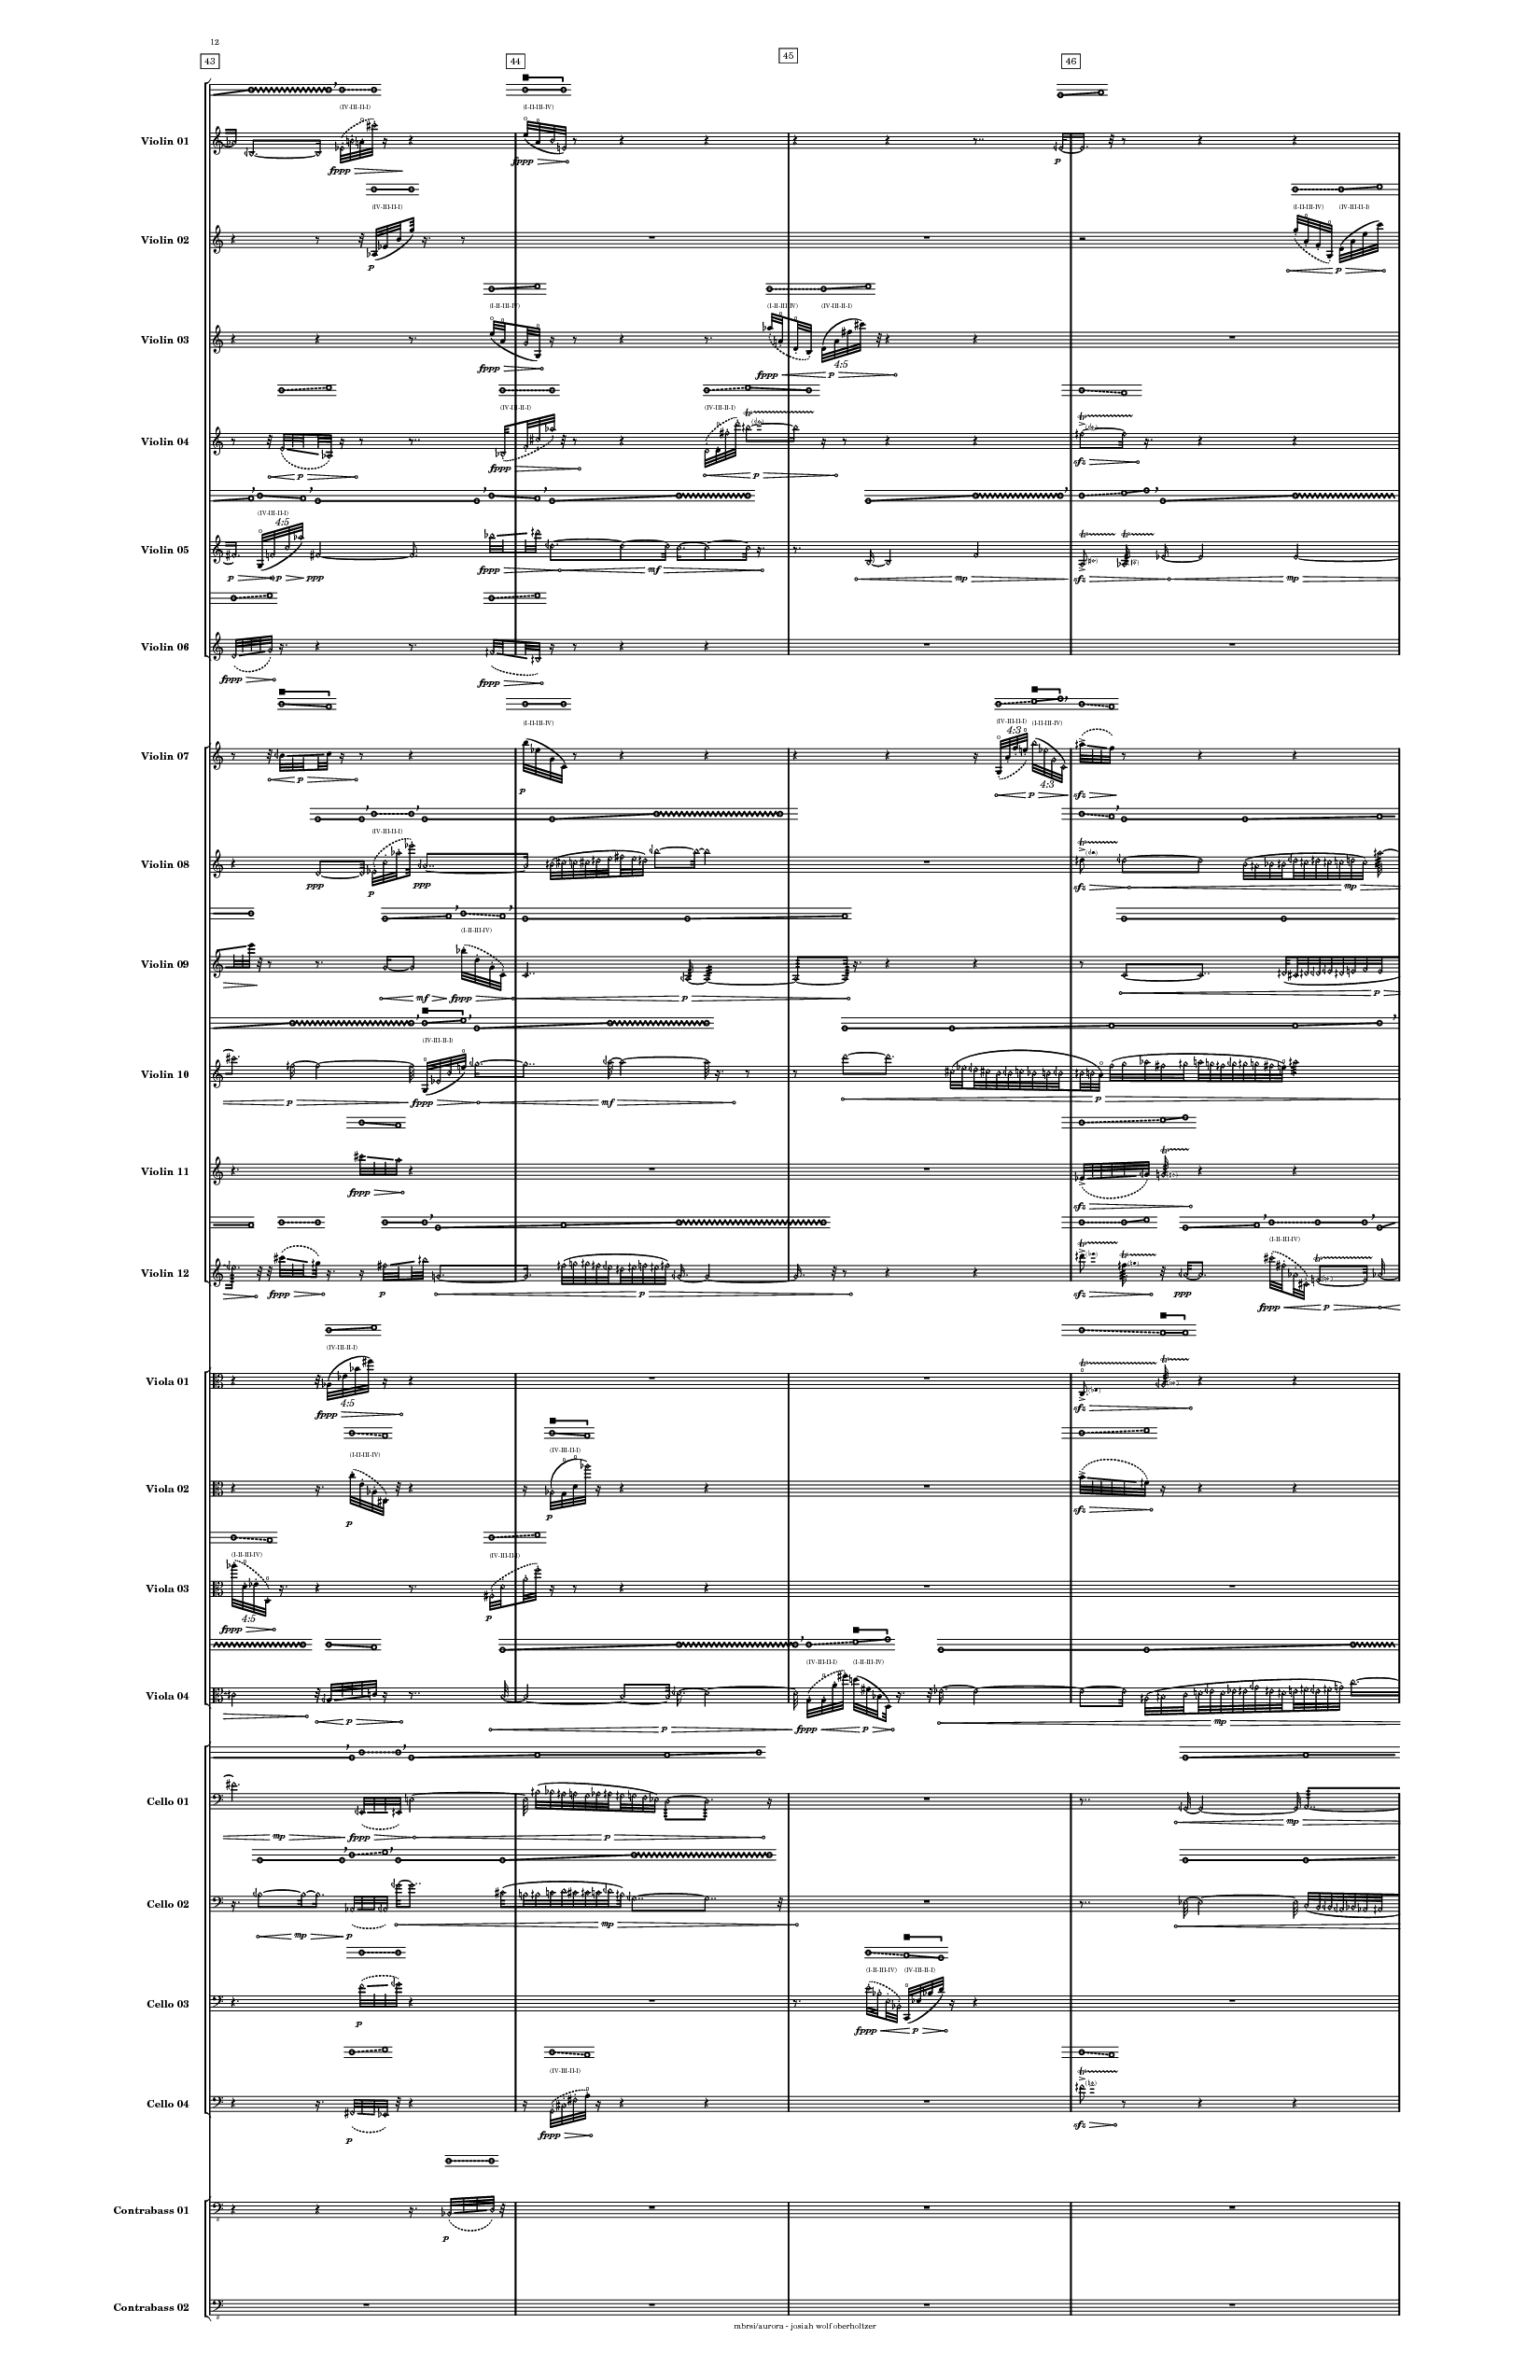 12
43 44 45 46
(IV-III-II-I) (I-II-III-IV)
Violin 01
fppp fppp p
(IV-III-II-I) (I-II-III-IV) (IV-III-II-I)
Violin 02
p p
(I-II-III-IV) (I-II-III-IV) (IV-III-II-I)
Violin 03
fppp fppp p 4:5
(IV-III-II-I) (IV-III-II-I)
Violin 04
p fppp p sfz
(IV-III-II-I)
4:5
Violin 05
p p ppp fppp mf mp sfz mp
Violin 06
fppp fppp
(I-II-III-IV) (IV-III-II-I) (I-II-III-IV)
4:3
Violin 07
p p p 4:3 sfz
(IV-III-II-I)
Violin 08
ppp p ppp sfz mp
(I-II-III-IV)
Violin 09
mf fppp p p
(IV-III-II-I)
Violin 10
p fppp mf p
Violin 11
fppp sfz
(I-II-III-IV)
Violin 12
fppp p p sfz ppp fppp p
(IV-III-II-I)
Viola 01
4:5
fppp sfz
(I-II-III-IV) (IV-III-II-I)
Viola 02
p p sfz
(I-II-III-IV) (IV-III-II-I)
Viola 03
4:5
fppp p
(IV-III-II-I) (I-II-III-IV)
Viola 04
p p fppp p mp
Cello 01
mp fppp p mp
Cello 02
mp p mp
(I-II-III-IV) (IV-III-II-I)
Cello 03
p fppp p
(IV-III-II-I)
Cello 04
p fppp sfz
Contrabass 01
p
Contrabass 02
mbrsi/aurora - josiah wolf oberholtzer